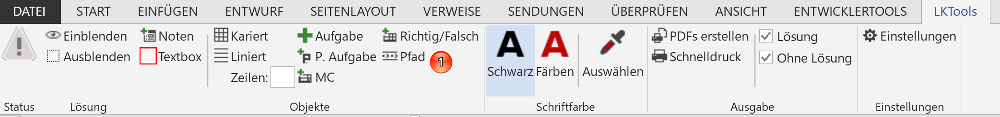 DATEI START EINFÜGEN ENTWURF SEITENLAYOUT VERWEISE SENDUNGEN ÜBERPRÜFEN ANSICHT ENTWICKLERTOOLS LKTools
Einblenden Noten Kariert Aufgabe Richtig/Falsch A A PDFs erstellen Lösung Einstellungen
Ausblenden Textbox Liniert P. Aufgabe Pfad 1 Schnelldruck Ohne Lösung
Zeilen: MC Schwarz Färben Auswählen
Status Lösung Objekte Schriftfarbe Ausgabe Einstellungen